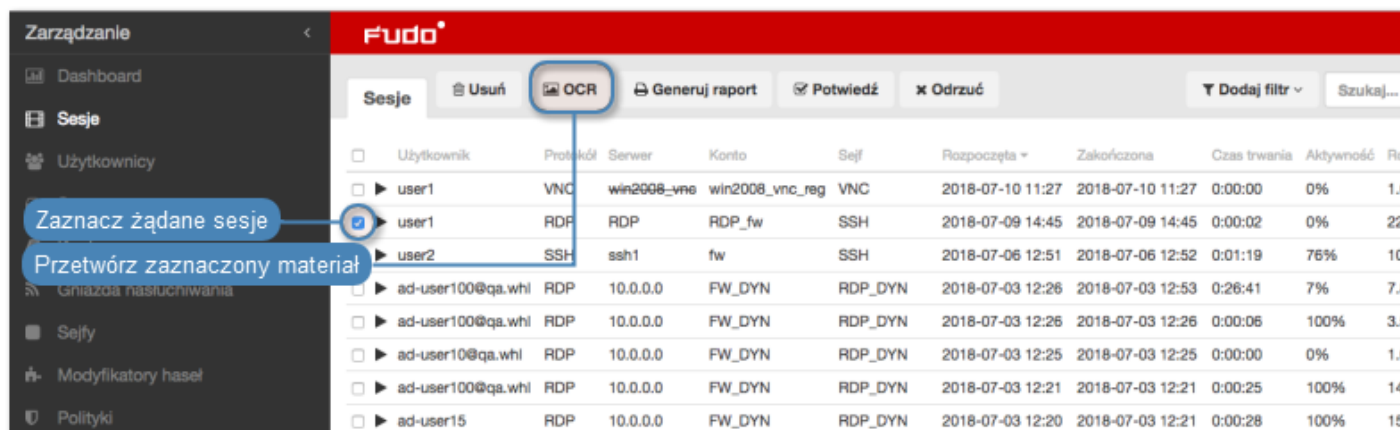 Zarządzanie
Fudo
Dashboard
Sesje
Użytkownicy
Gniazda nasłuchiwania
Sejfy
Modyfikatory haseł
Polityki
Sesje Usuń OCR Generuj raport Potwiedź Odrzuć Dodaj filtr Szukaj...
Użytkownik Protokół Serwer Konto Sejf Rozpoczęta Zakończona Czas trwania Aktywność
user1 VNC win2008_vnc win2008_vnc_reg VNC 2018-07-10 11:27 2018-07-10 11:27 0:00:00 0% 1.
Zaznacz żądane sesje
user1 RDP RDP RDP_fw SSH 2018-07-09 14:45 2018-07-09 14:45 0:00:02 0% 22
Przetwórz zaznaczony materiał
user2 SSH ssh1 fw SSH 2018-07-06 12:51 2018-07-06 12:52 0:01:19 76% 10
ad-user100@qa.whl RDP 10.0.0.0 FW_DYN RDP_DYN 2018-07-03 12:26 2018-07-03 12:53 0:26:41 7% 7.
ad-user100@qa.whl RDP 10.0.0.0 FW_DYN RDP_DYN 2018-07-03 12:26 2018-07-03 12:26 0:00:06 100% 3.
ad-user10@qa.whl RDP 10.0.0.0 FW_DYN RDP_DYN 2018-07-03 12:25 2018-07-03 12:25 0:00:00 0% 1.
ad-user100@qa.whl RDP 10.0.0.0 FW_DYN RDP_DYN 2018-07-03 12:21 2018-07-03 12:21 0:00:25 100% 14
ad-user15 RDP 10.0.0.0 FW_DYN RDP_DYN 2018-07-03 12:20 2018-07-03 12:21 0:00:28 100% 15